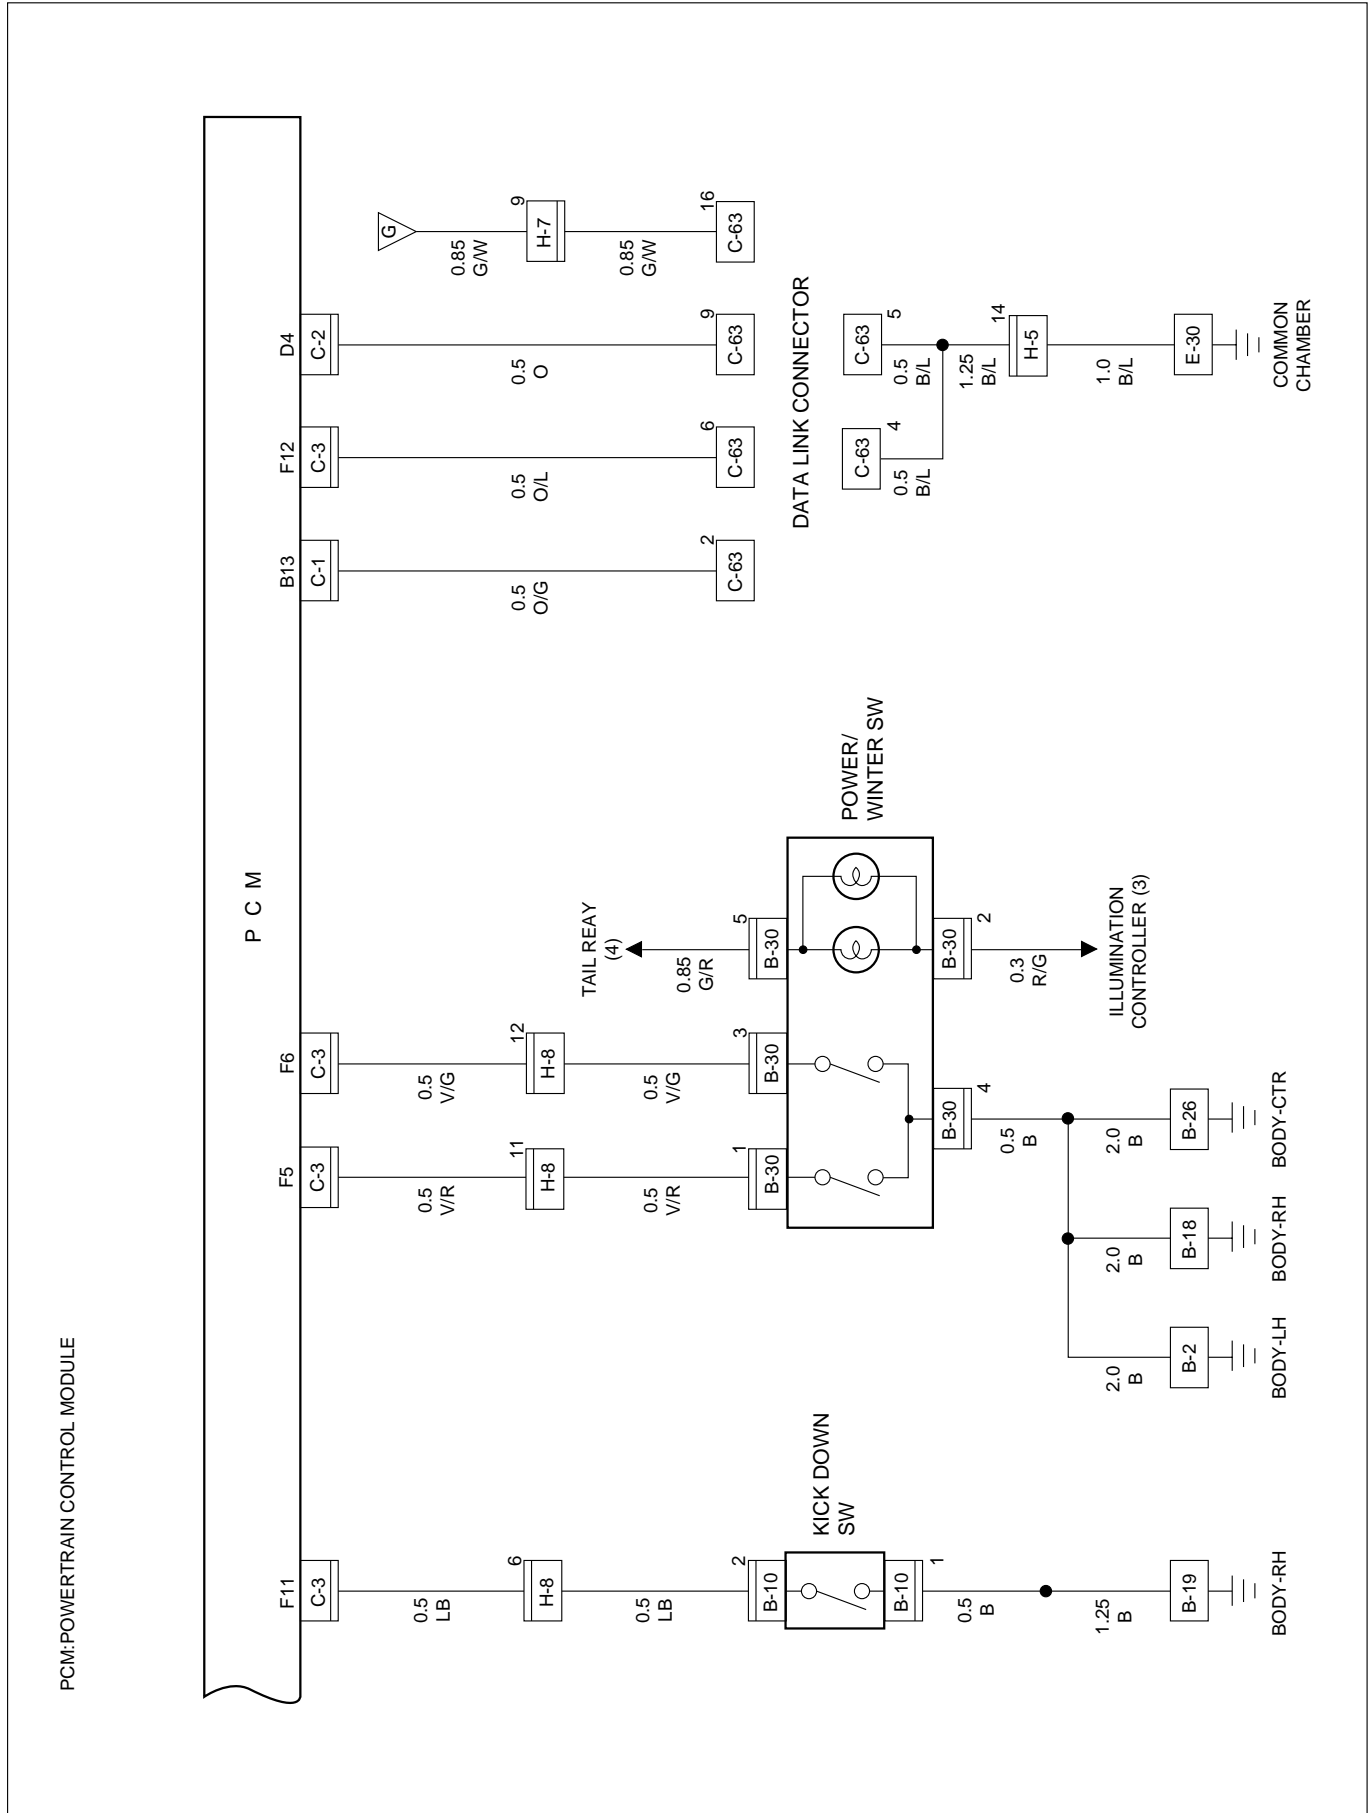 PCM:POWERTRAIN CONTROL MODULE
P C M
F11
C-3
0.5
LB
6
H-8
0.5
LB
2
B-10
KICK DOWN
SW
B-10
1
0.5
B
1.25
B
B-19
BODY-RH
F5
C-3
0.5
V/R
11
H-8
0.5
V/R
1
B-30
F6
C-3
0.5
V/G
12
H-8
0.5
V/G
3
B-30
TAIL REAY
(4)
0.85
G/R
5
B-30
POWER/
WINTER SW
B-30
4
0.5
B
B-30
2
0.3
R/G
ILLUMINATION
CONTROLLER (3)
2.0
B
B-2
BODY-LH
2.0
B
B-18
BODY-RH
2.0
B
B-26
BODY-CTR
B13
C-1
0.5
O/G
2
C-63
F12
C-3
0.5
O/L
6
C-63
D4
C-2
0.5
O
9
C-63
G
0.85
G/W
9
H-7
0.85
G/W
16
C-63
DATA LINK CONNECTOR
C-63
4
0.5
B/L
C-63
5
0.5
B/L
1.25
B/L
14
H-5
1.0
B/L
E-30
COMMON
CHAMBER